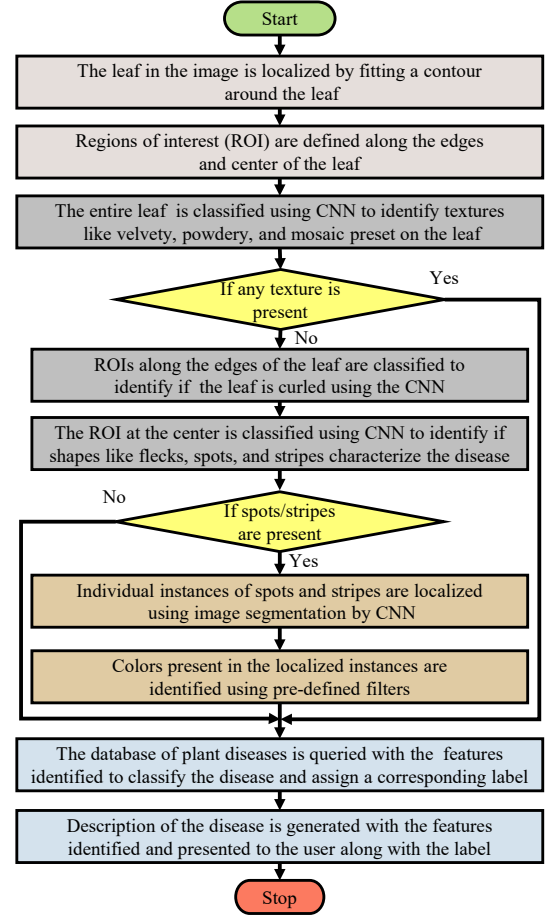 Start
The leaf in the image is localized by fitting a contour
around the leaf
Regions of interest (ROI) are defined along the edges
and center of the leaf
The entire leaf is classified using CNN to identify textures
like velvety, powdery, and mosaic preset on the leaf
If any texture is
present
Yes
No
ROIs along the edges of the leaf are classified to
identify if the leaf is curled using the CNN
The ROI at the center is classified using CNN to identify if
shapes like flecks, spots, and stripes characterize the disease
No
If spots/stripes
are present
Yes
Individual instances of spots and stripes are localized
using image segmentation by CNN
Colors present in the localized instances are
identified using pre-defined filters
The database of plant diseases is queried with the features
identified to classify the disease and assign a corresponding label
Description of the disease is generated with the features
identified and presented to the user along with the label
Stop